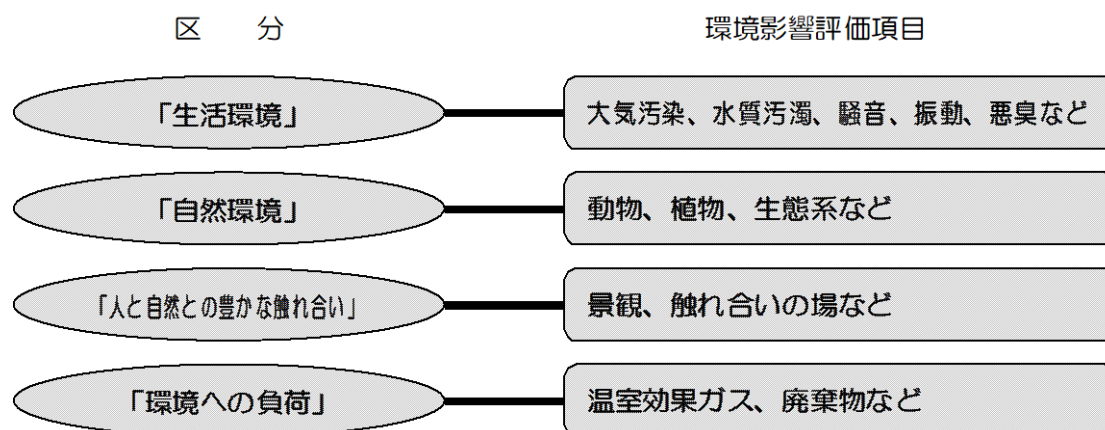 区　分　環境影響評価項目
「生活環境」　大気汚染、水質汚濁、騒音、振動、悪臭など
「自然環境」　動物、植物、生態系など
「人と自然との豊かな触れ合い」　景観、触れ合いの場など
「環境への負荷」　温室効果ガス、廃棄物など